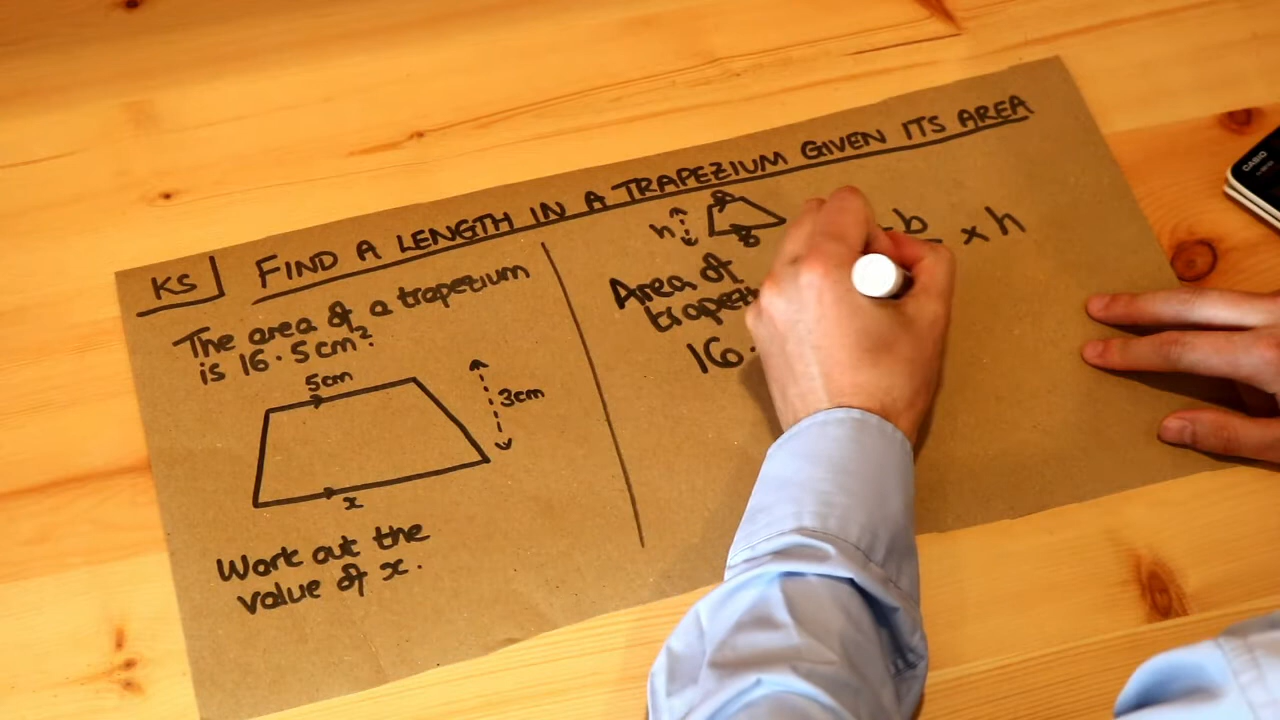 KS
FIND A LENGTH IN A TRAPEZIUM GIVEN ITS AREA
The area of a trapezium
is 16.5cm².
5cm
3cm
x
Work out the
value of x.
h
a
b
Area of
b
× h
16.
CASIO